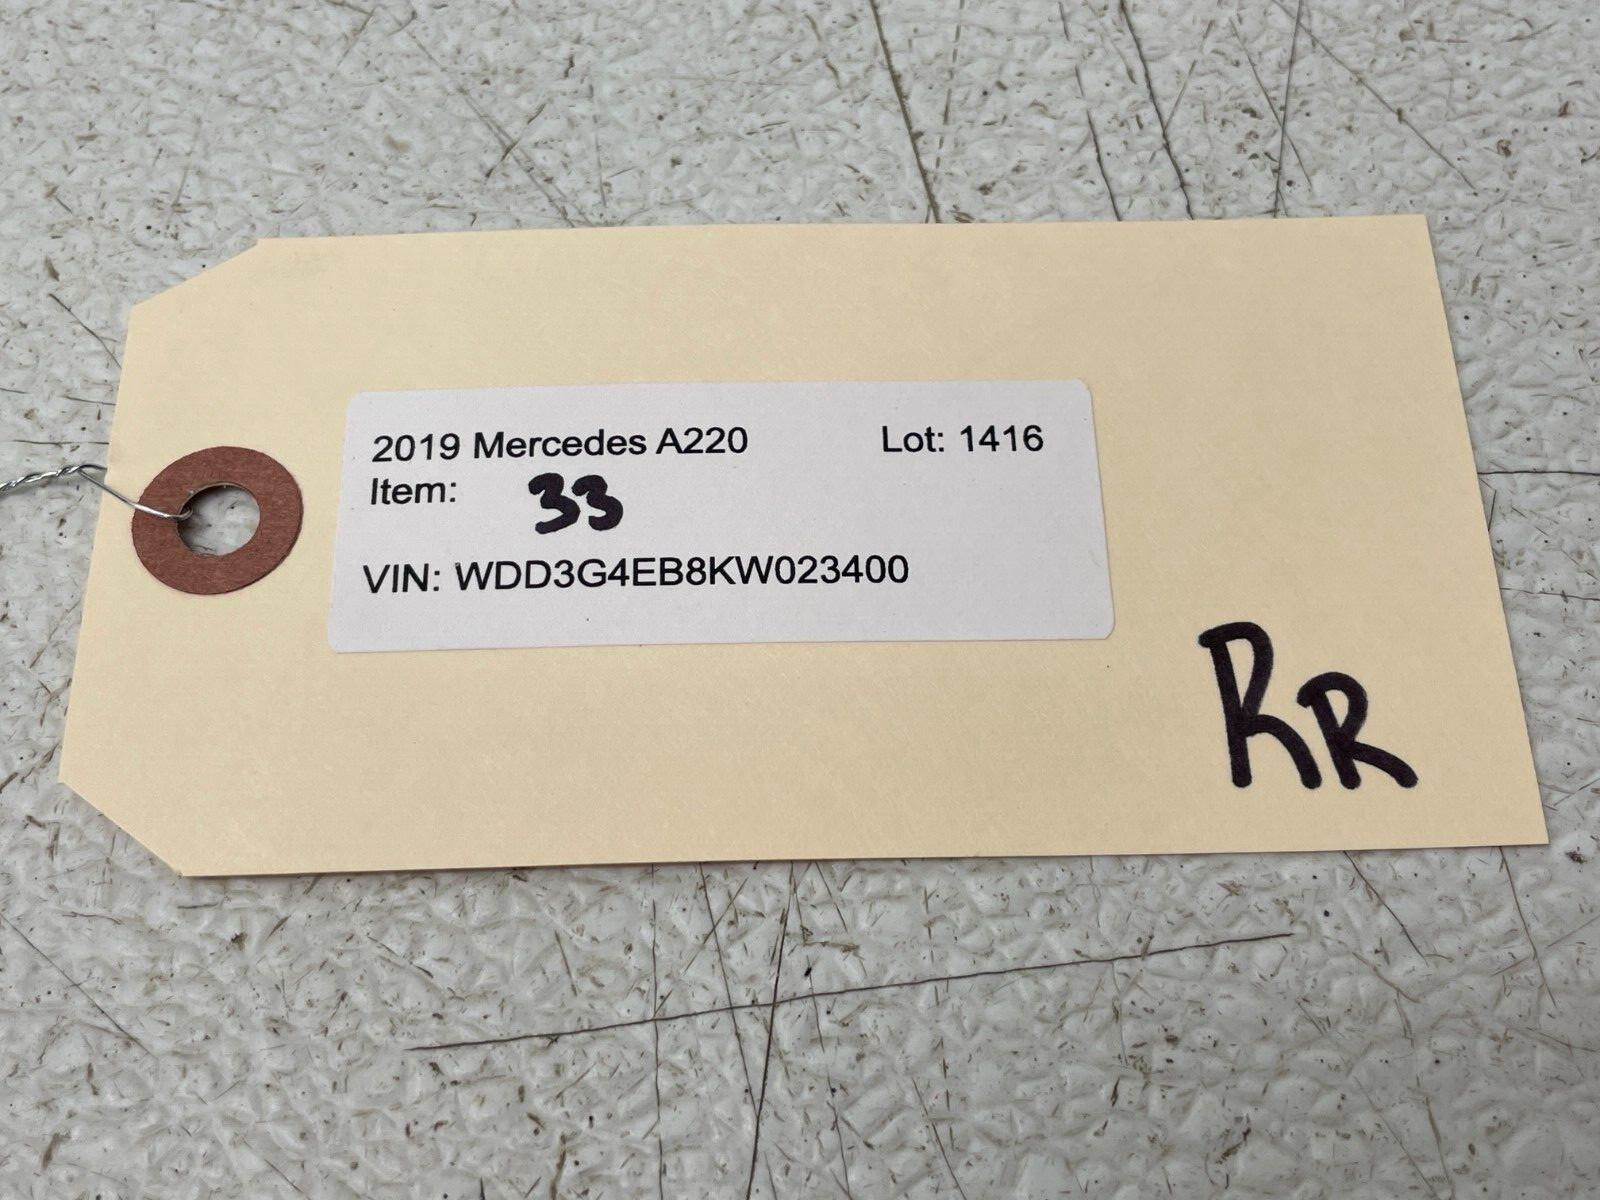 2019 Mercedes A220 Lot: 1416
Item: 33
VIN: WDD3G4EB8KW023400
RR